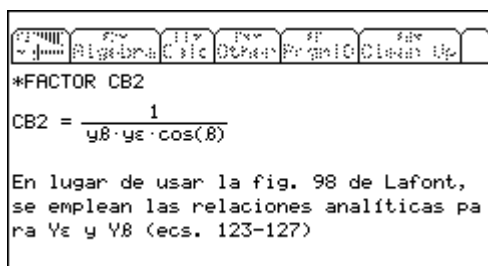 Algebra Calc Other PrgmIO Clean Up
*FACTOR CB2
CB2 = 1
yβ·yε·cos(β)
En lugar de usar la fig. 98 de Lafont,
se emplean las relaciones analíticas pa
ra Yε y Yβ (ecs. 123-127)